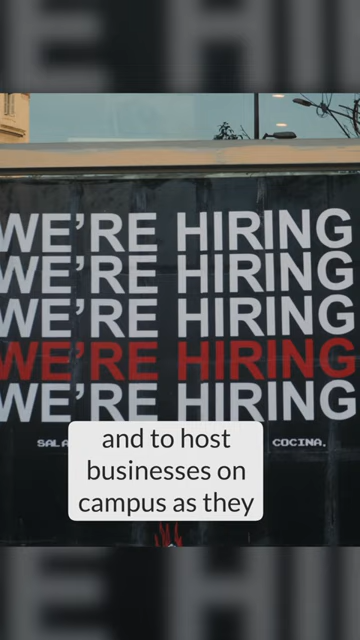 WE'RE HIRING
WE'RE HIRING
WE'RE HIRING
WE'RE HIRING
WE'RE HIRING
COCINA.
and to host
businesses on
campus as they